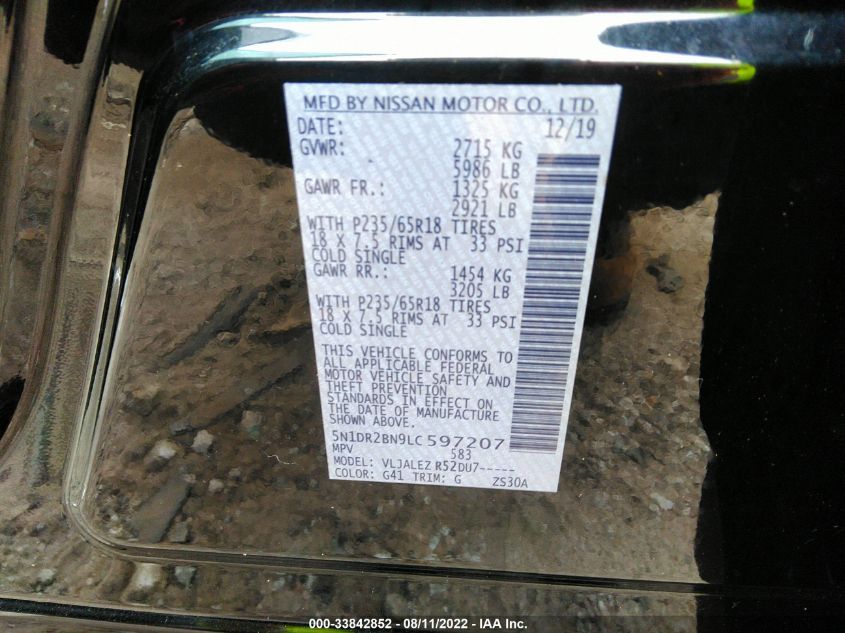 MFD BY NISSAN MOTOR CO., LTD.
DATE: 12/19
GVWR: 2715 KG
5986 LB
GAWR FR.: 1325 KG
2921 LB
WITH P235/65R18 TIRES
18 X 7.5 RIMS AT 33 PSI
COLD SINGLE
GAWR RR.: 1454 KG
3205 LB
WITH P235/65R18 TIRES
18 X 7.5 RIMS AT 33 PSI
COLD SINGLE
THIS VEHICLE CONFORMS TO
ALL APPLICABLE FEDERAL
MOTOR VEHICLE SAFETY AND
THEFT PREVENTION
STANDARDS IN EFFECT ON
THE DATE OF MANUFACTURE
SHOWN ABOVE.
5N1DR2BN9LC597207
MPV 583
MODEL: VLJALEZ R52DU7-----
COLOR: G41 TRIM: G ZS30A
000-33842852 - 08/11/2022 - IAA Inc.